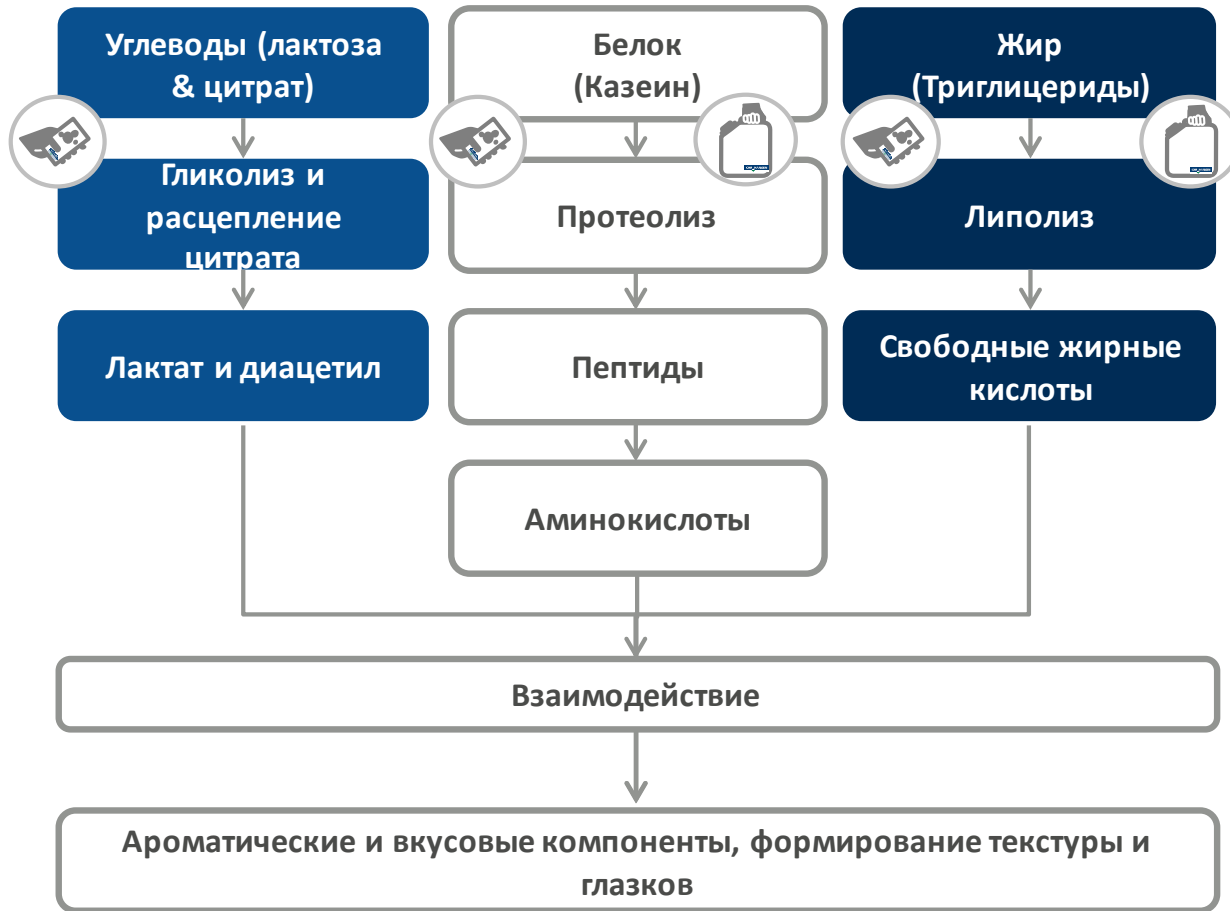 Углеводы (лактоза
& цитрат)
Белок
(Казеин)
Жир
(Триглицериды)
Гликолиз и
расцепление
цитрата
Протеолиз
Липолиз
Лактат и диацетил
Пептиды
Свободные жирные
кислоты
Аминокислоты
Взаимодействие
Ароматические и вкусовые компоненты, формирование текстуры и
глазков